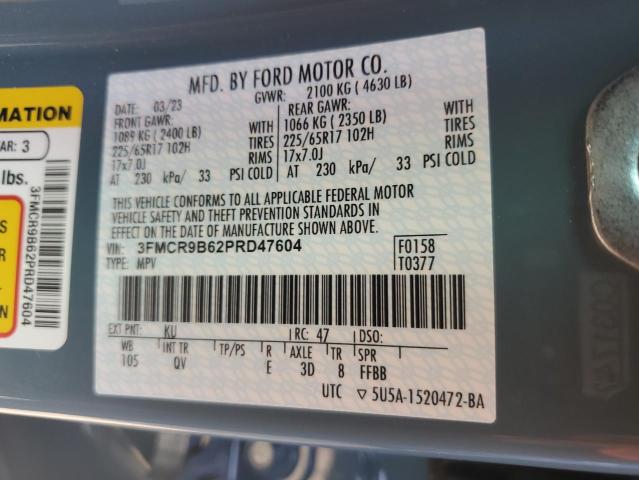 MFD. BY FORD MOTOR CO.
DATE: 03/23 GVWR: 2100 KG ( 4630 LB)
FRONT GAWR: REAR GAWR:
1089 KG ( 2400 LB) WITH 1066 KG ( 2350 LB) WITH
225/65R17 102H TIRES 225/65R17 102H TIRES
17x7.0J RIMS 17x7.0J RIMS
AT 230 kPa/ 33 PSI COLD AT 230 kPa/ 33 PSI COLD
THIS VEHICLE CONFORMS TO ALL APPLICABLE FEDERAL MOTOR
VEHICLE SAFETY AND THEFT PREVENTION STANDARDS IN
EFFECT ON THE DATE OF MANUFACTURE SHOWN ABOVE.
VIN: 3FMCR9B62PRD47604 F0158
TYPE: MPV T0377
EXT PNT: KU RC: 47 DSO:
WB INT TR TP/PS R AXLE TR SPR
105 QV E 3D 8 FFBB
UTC ▽ 5U5A-1520472-BA
MATION
AR: 3
lbs.
3FMCR9B62PRD47604